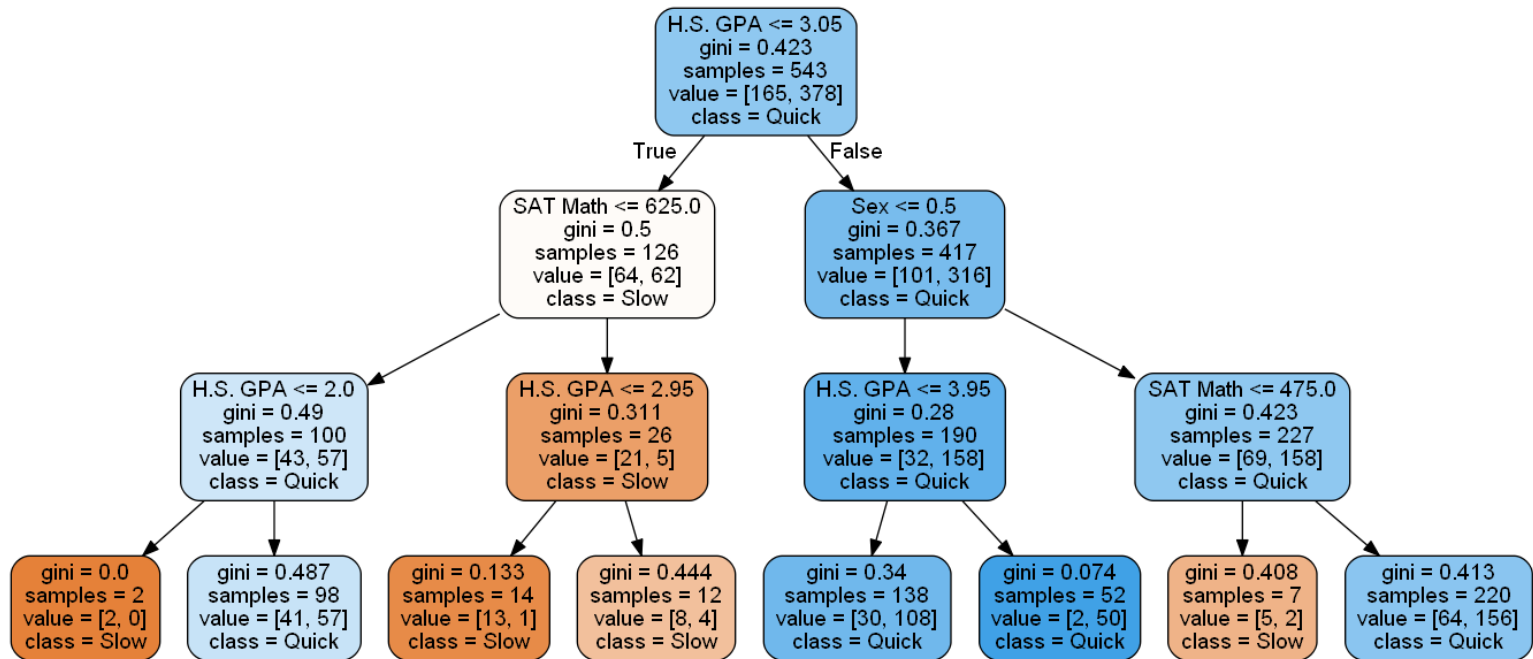 H.S. GPA <= 3.05
gini = 0.423
samples = 543
value = [165, 378]
class = Quick
True
False
SAT Math <= 625.0
gini = 0.5
samples = 126
value = [64, 62]
class = Slow
Sex <= 0.5
gini = 0.367
samples = 417
value = [101, 316]
class = Quick
H.S. GPA <= 2.0
gini = 0.49
samples = 100
value = [43, 57]
class = Quick
H.S. GPA <= 2.95
gini = 0.311
samples = 26
value = [21, 5]
class = Slow
H.S. GPA <= 3.95
gini = 0.28
samples = 190
value = [32, 158]
class = Quick
SAT Math <= 475.0
gini = 0.423
samples = 227
value = [69, 158]
class = Quick
gini = 0.0
samples = 2
value = [2, 0]
class = Slow
gini = 0.487
samples = 98
value = [41, 57]
class = Quick
gini = 0.133
samples = 14
value = [13, 1]
class = Slow
gini = 0.444
samples = 12
value = [8, 4]
class = Slow
gini = 0.34
samples = 138
value = [30, 108]
class = Quick
gini = 0.074
samples = 52
value = [2, 50]
class = Quick
gini = 0.408
samples = 7
value = [5, 2]
class = Slow
gini = 0.413
samples = 220
value = [64, 156]
class = Quick